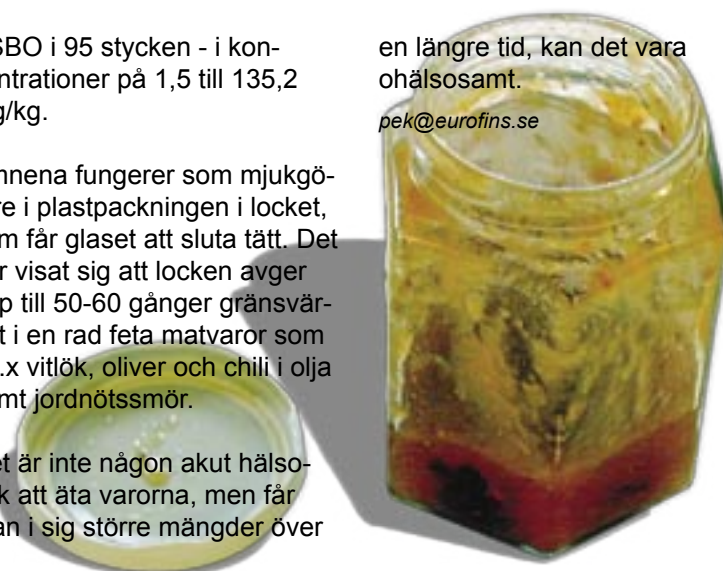 SBO i 95 stycken - i kon-
ntrationer på 1,5 till 135,2
g/kg.
nnena fungerer som mjukgö-
re i plastpackningen i locket,
m får glaset att sluta tätt. Det
r visat sig att locken avger
p till 50-60 gånger gränsvär-
t i en rad feta matvaror som
.x vitlök, oliver och chili i olja
mt jordnötssmör.
et är inte någon akut hälso-
k att äta varorna, men får
an i sig större mängder över
en längre tid, kan det vara
ohälsosamt.
pek@eurofins.se